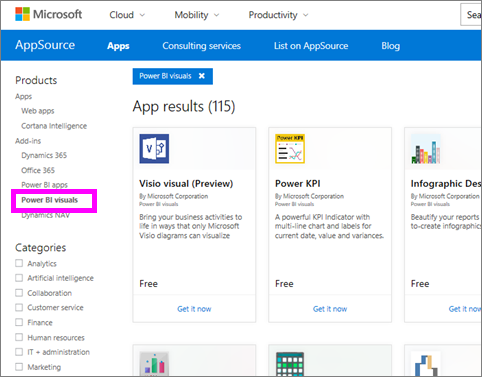 Microsoft Cloud Mobility Productivity Sea
AppSource Apps Consulting services List on AppSource Blog
Products
Apps
Web apps
Cortana Intelligence
Add-ins
Dynamics 365
Office 365
Power BI apps
Power BI visuals
Dynamics NAV
Categories
Analytics
Artificial intelligence
Collaboration
Customer service
Finance
Human resources
IT + administration
Marketing
Power BI visuals ×
App results (115)
Visio visual (Preview)
By Microsoft Corporation
Power BI visuals
Bring your business activities to
life in ways that only Microsoft
Visio diagrams can visualize
Free
Get it now
Power KPI
Power KPI
By Microsoft Corporation
Power BI visuals
A powerful KPI Indicator with
multi-line chart and labels for
current date, value and variances.
Free
Get it now
Infographic Des
By Microsoft Corporation
Power BI visuals
Beautify your reports
to-create infographics
Free